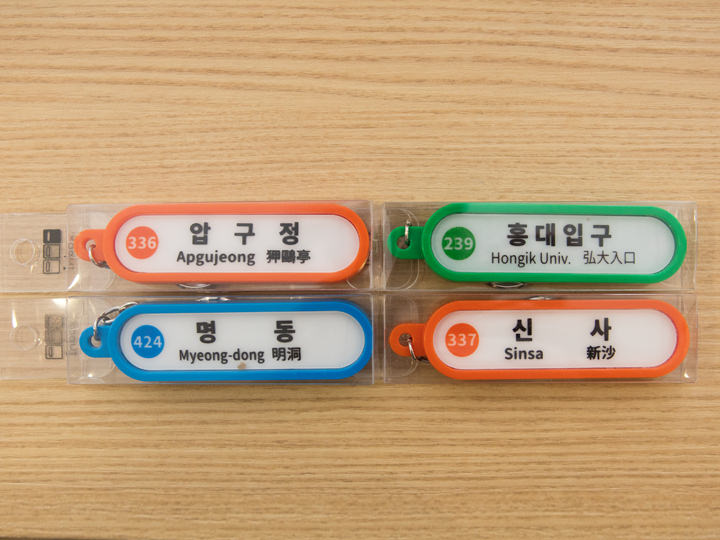 336
압 구 정
Apgujeong 狎鷗亭
239
홍대입구
Hongik Univ. 弘大入口
424
명 동
Myeong-dong 明洞
337
신 사
Sinsa 新沙